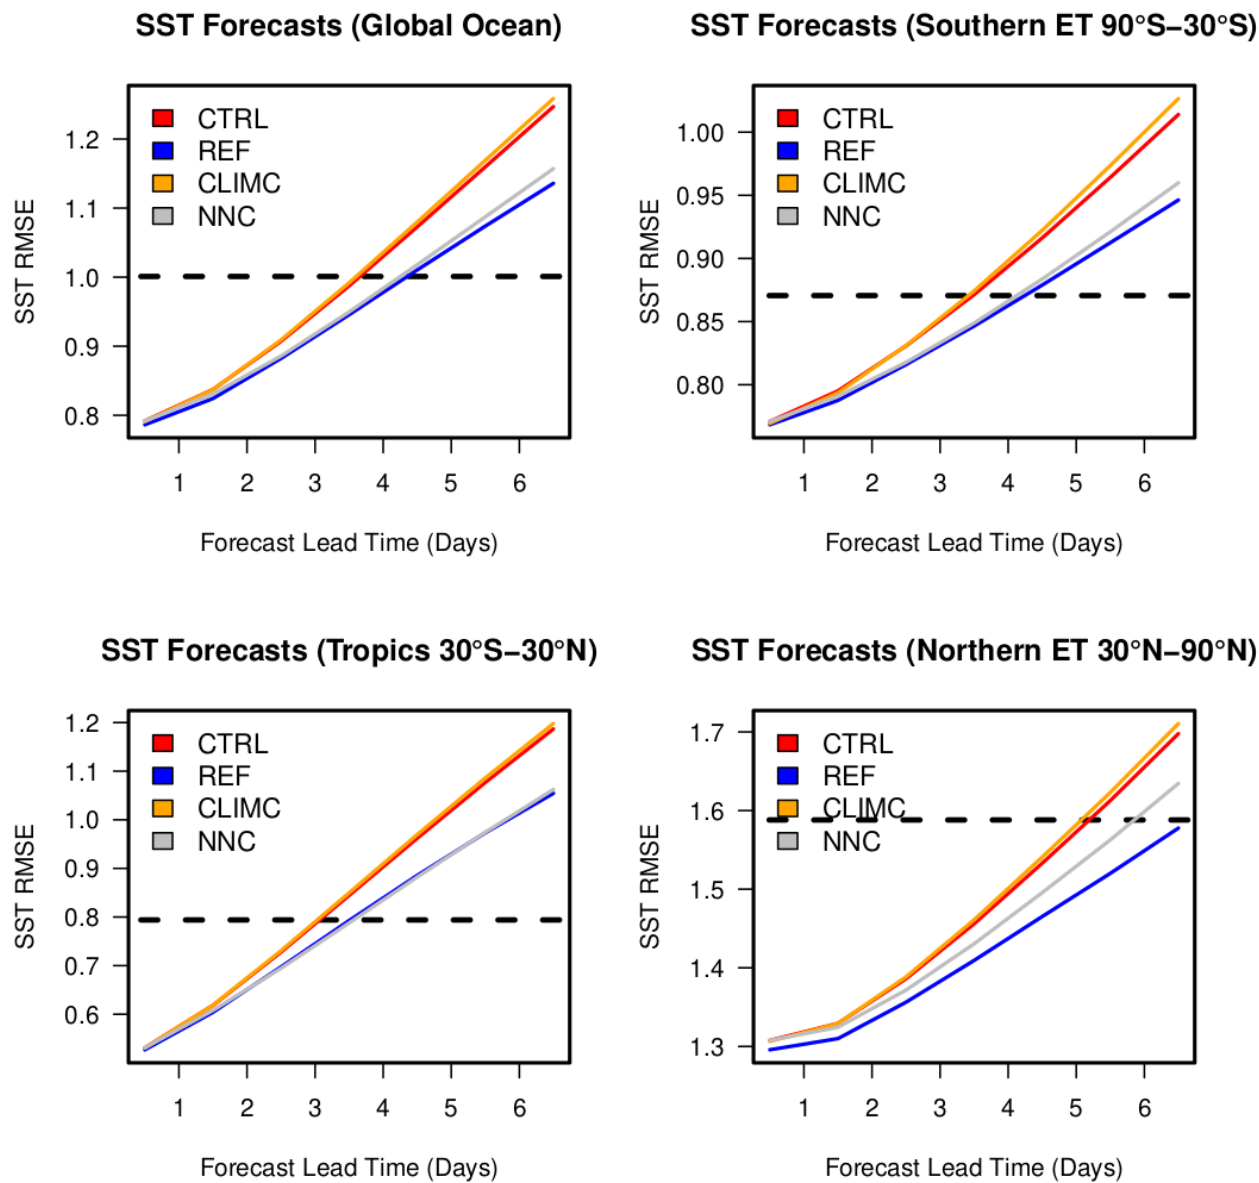 SST Forecasts (Global Ocean)
SST RMSE
1.2
1.1
1.0
0.9
0.8
CTRL
REF
CLIMC
NNC
1 2 3 4 5 6
Forecast Lead Time (Days)
SST Forecasts (Southern ET 90°S−30°S)
SST RMSE
1.00
0.95
0.90
0.85
0.80
CTRL
REF
CLIMC
NNC
1 2 3 4 5 6
Forecast Lead Time (Days)
SST Forecasts (Tropics 30°S−30°N)
SST RMSE
1.2
1.1
1.0
0.9
0.8
0.7
0.6
CTRL
REF
CLIMC
NNC
1 2 3 4 5 6
Forecast Lead Time (Days)
SST Forecasts (Northern ET 30°N−90°N)
SST RMSE
1.7
1.6
1.5
1.4
1.3
CTRL
REF
CLIMC
NNC
1 2 3 4 5 6
Forecast Lead Time (Days)